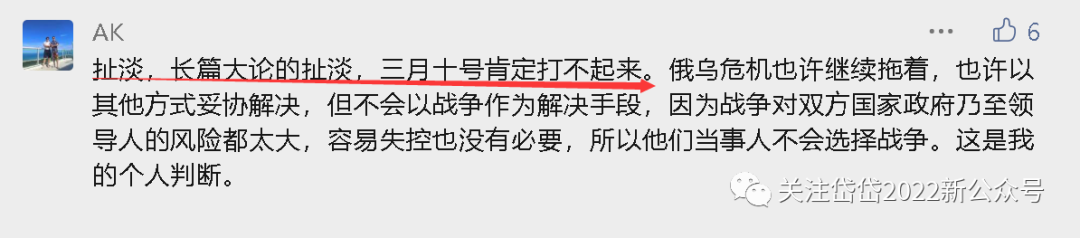 AK
6
扯淡，长篇大论的扯淡，三月十号肯定打不起来。俄乌危机也许继续拖着，也许以
其他方式妥协解决，但不会以战争作为解决手段，因为战争对双方国家政府乃至领
导人的风险都太大，容易失控也没有必要，所以他们当事人不会选择战争。这是我
的个人判断。
关注岱岱2022新公众号